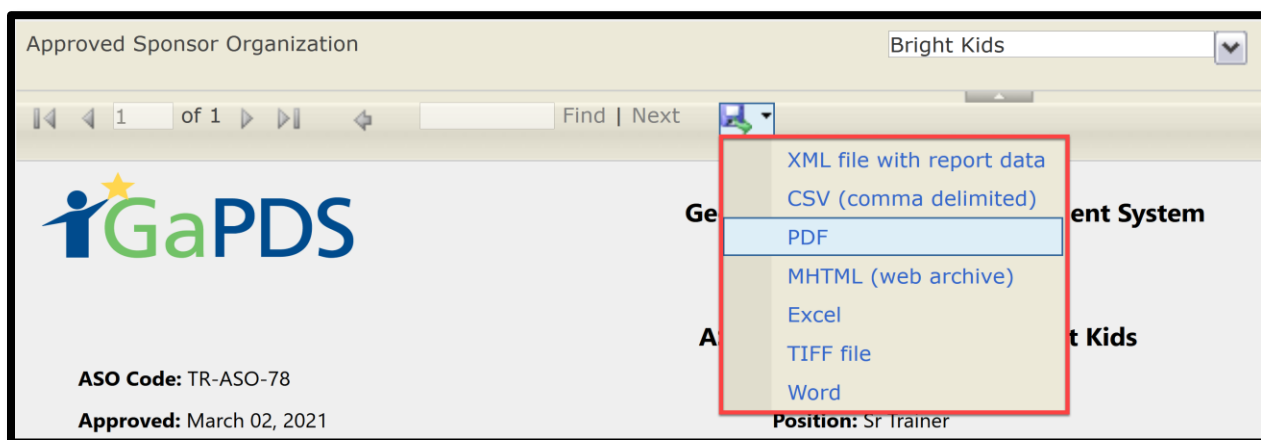 Approved Sponsor Organization Bright Kids
1 of 1 Find | Next
XML file with report data
CSV (comma delimited)
PDF
MHTML (web archive)
Excel
TIFF file
Word
GaPDS
Ge ent System
A t Kids
ASO Code: TR-ASO-78
Approved: March 02, 2021 Position: Sr Trainer